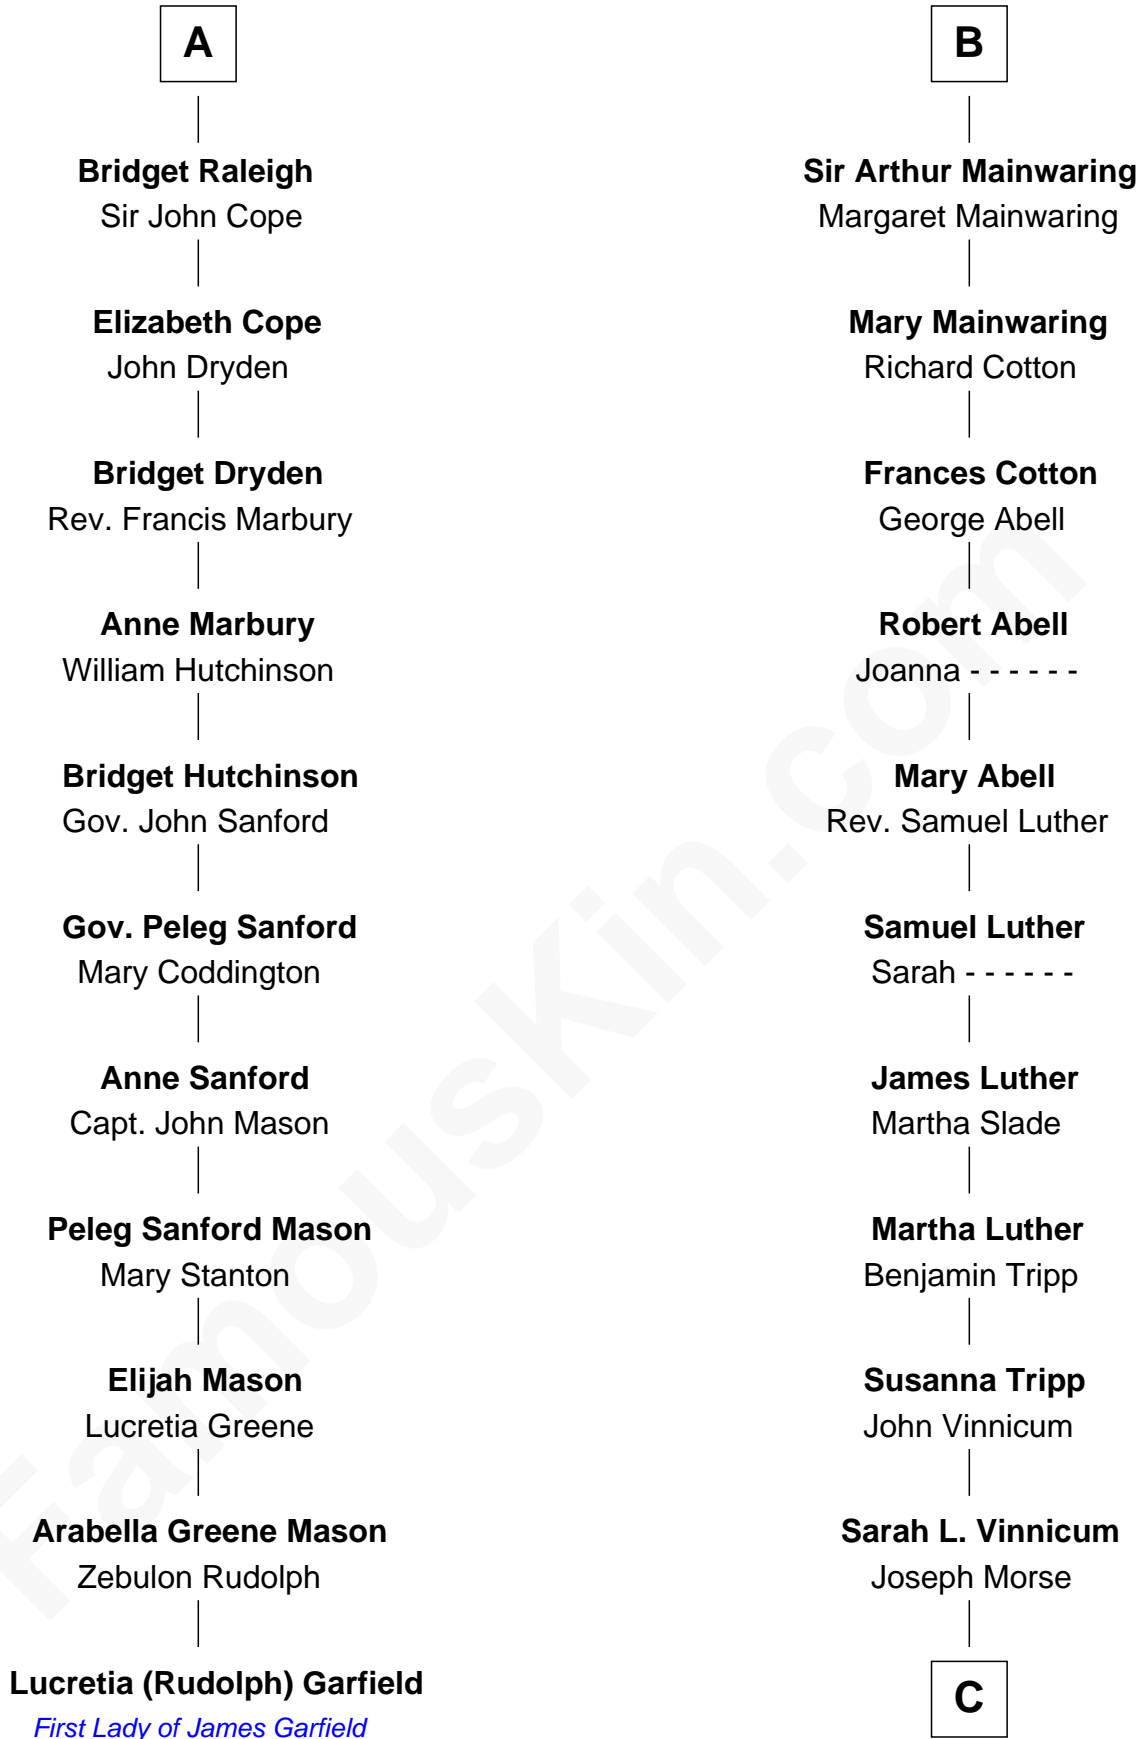 A
Bridget Raleigh
Sir John Cope
Elizabeth Cope
John Dryden
Bridget Dryden
Rev. Francis Marbury
Anne Marbury
William Hutchinson
Bridget Hutchinson
Gov. John Sanford
Gov. Peleg Sanford
Mary Coddington
Anne Sanford
Capt. John Mason
Peleg Sanford Mason
Mary Stanton
Elijah Mason
Lucretia Greene
Arabella Greene Mason
Zebulon Rudolph
Lucretia (Rudolph) Garfield
First Lady of James Garfield
B
Sir Arthur Mainwaring
Margaret Mainwaring
Mary Mainwaring
Richard Cotton
Frances Cotton
George Abell
Robert Abell
Joanna - - - - - -
Mary Abell
Rev. Samuel Luther
Samuel Luther
Sarah - - - - - -
James Luther
Martha Slade
Martha Luther
Benjamin Tripp
Susanna Tripp
John Vinnicum
Sarah L. Vinnicum
Joseph Morse
C
FamousKin.com